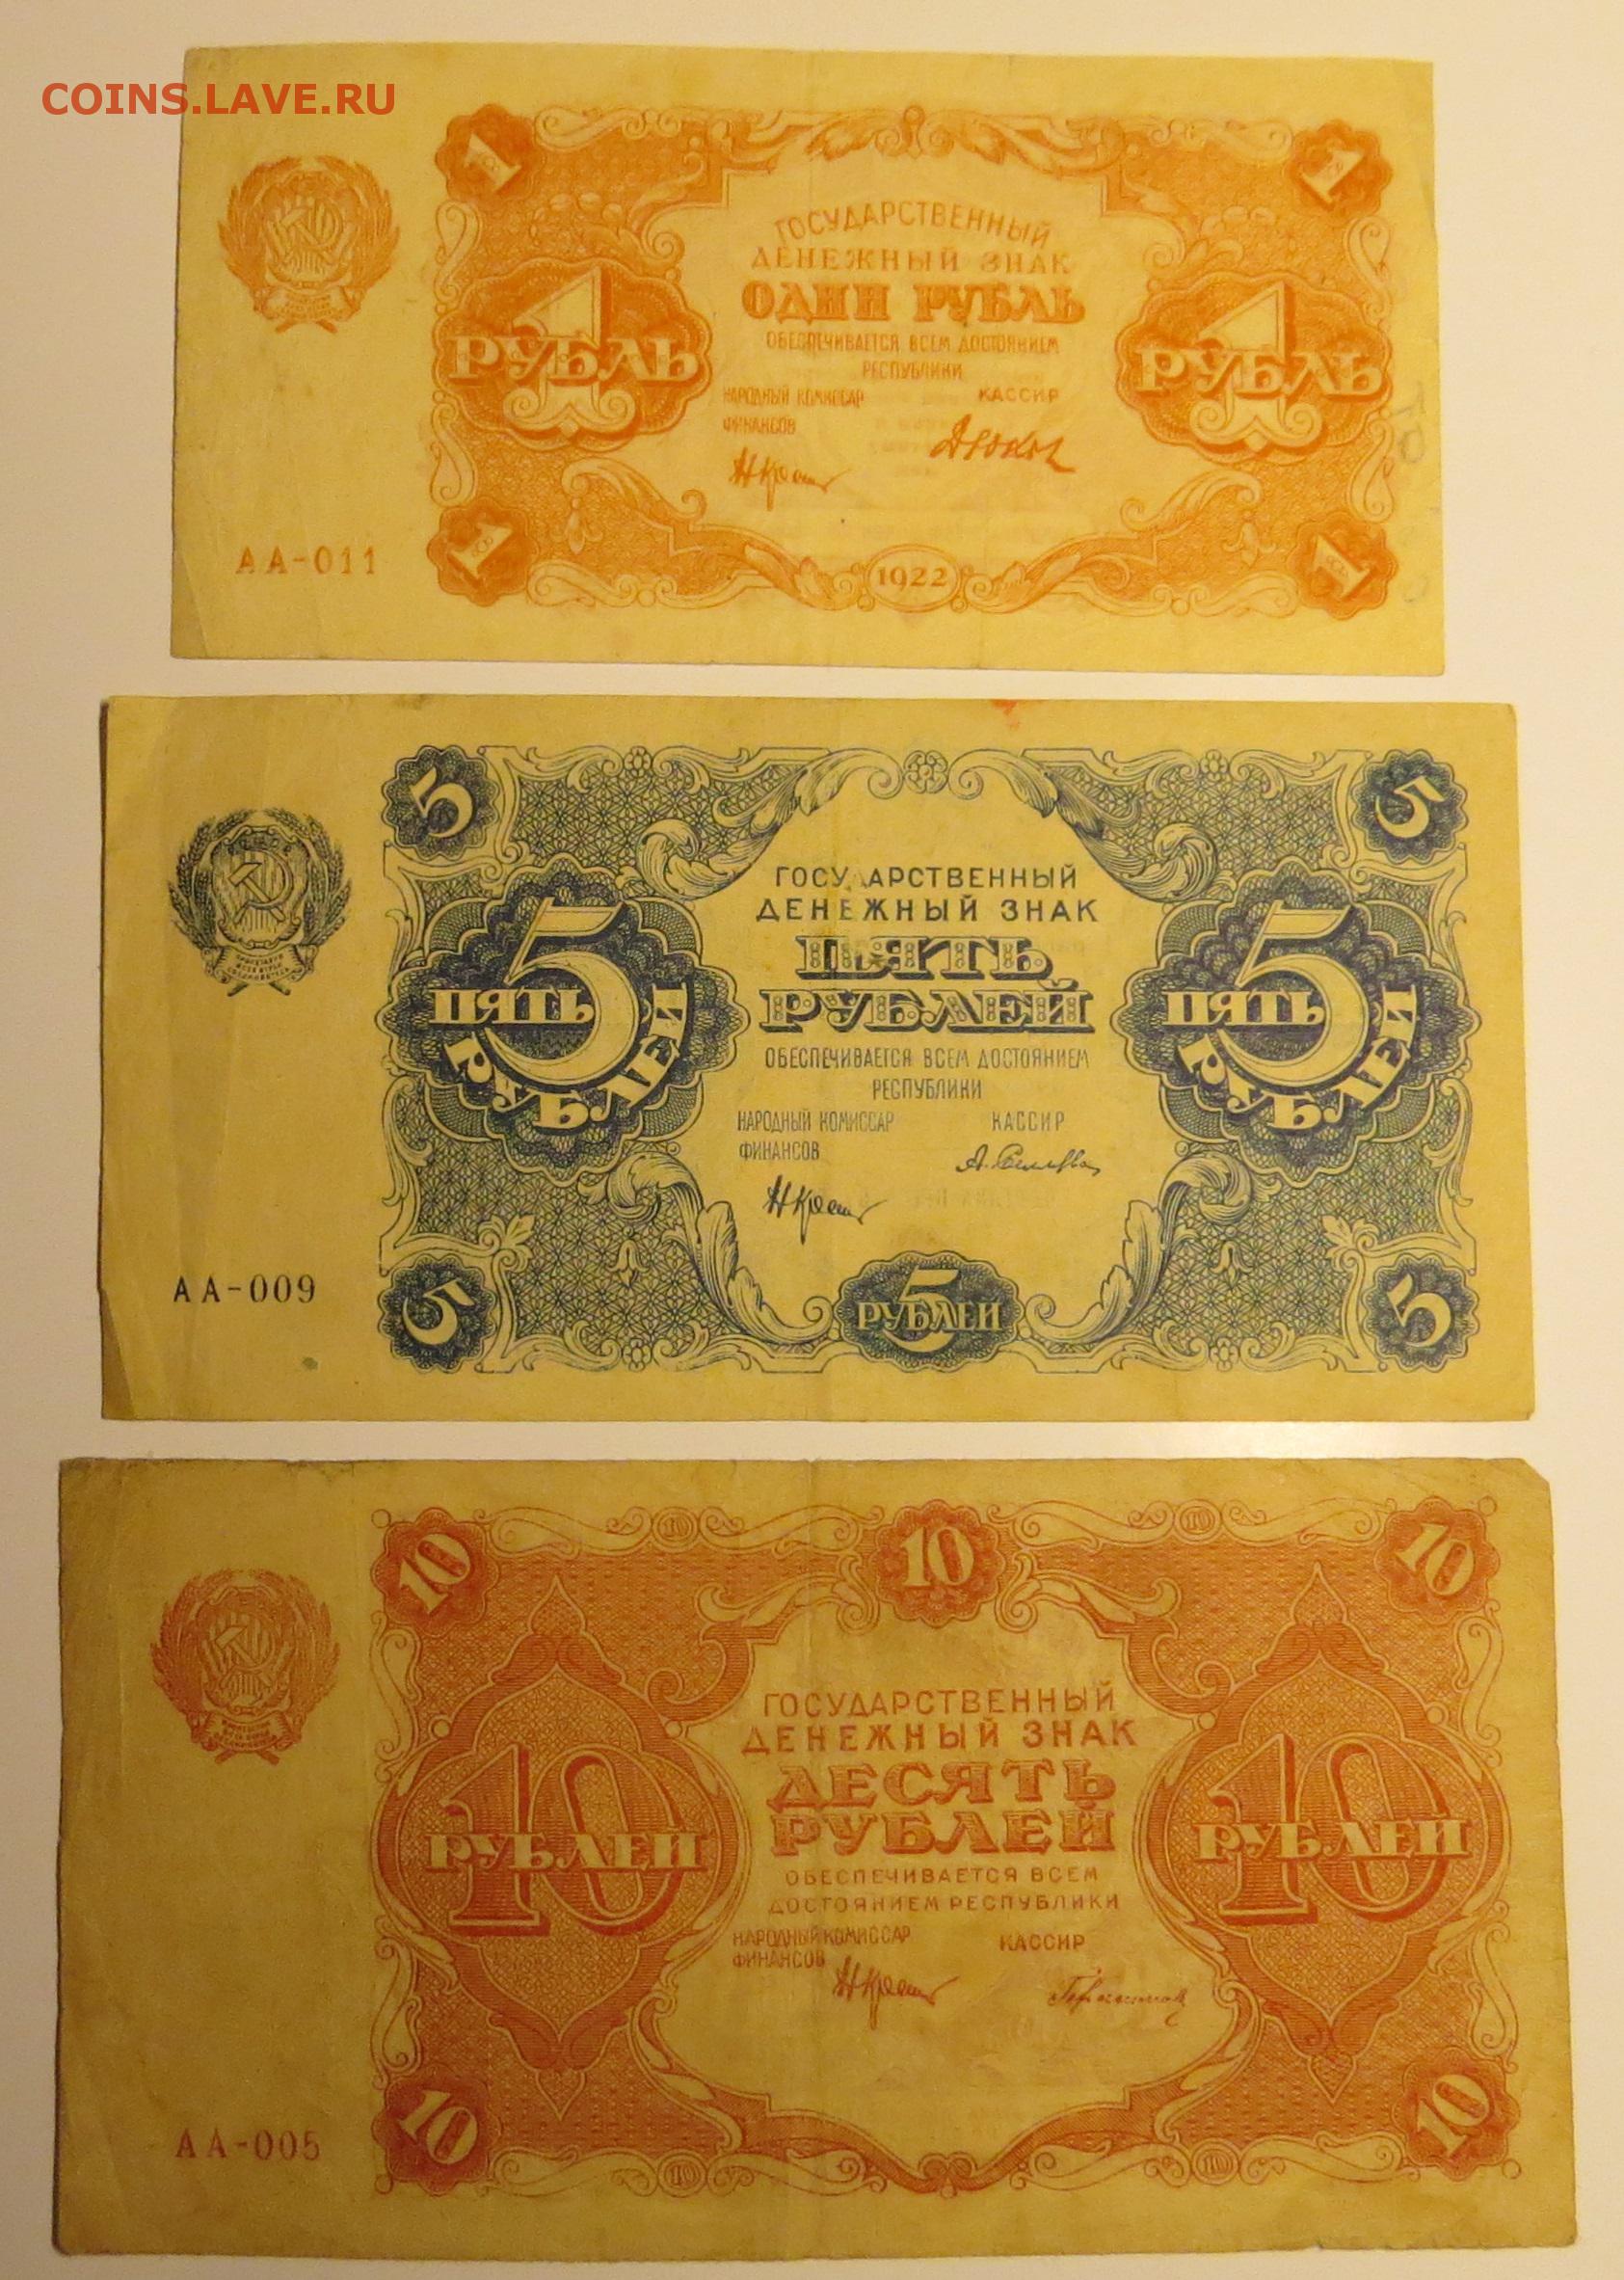 COINS.LAVE.RU
1 1
ГОСУДАРСТВЕННЫЙ
ДЕНЕЖНЫЙ ЗНАК
ОДИН РУБЛЬ
1 РУБЛЬ
1 РУБЛЬ
ОБЕСПЕЧИВАЕТСЯ ВСЕМ ДОСТОЯНИЕМ
РЕСПУБЛИКИ
НАРОДНЫЙ КОМИССАР КАССИР
ФИНАНСОВ
АА-011
1 1922 1
5 5
ГОСУДАРСТВЕННЫЙ
ДЕНЕЖНЫЙ ЗНАК
ПЯТЬ
РУБЛЕЙ
5 ПЯТЬ РУБЛЕЙ
5 ПЯТЬ РУБЛЕЙ
ОБЕСПЕЧИВАЕТСЯ ВСЕМ ДОСТОЯНИЕМ
РЕСПУБЛИКИ
НАРОДНЫЙ КОМИССАР КАССИР
ФИНАНСОВ
АА-009
5 5 РУБЛЕЙ 5
10 10 10 10 10
ГОСУДАРСТВЕННЫЙ
ДЕНЕЖНЫЙ ЗНАК
ДЕСЯТЬ
РУБЛЕЙ
10 РУБЛЕЙ
10 РУБЛЕЙ
ОБЕСПЕЧИВАЕТСЯ ВСЕМ
ДОСТОЯНИЕМ РЕСПУБЛИКИ
НАРОДНЫЙ КОМИССАР КАССИР
ФИНАНСОВ
АА-005
10 10 10 10